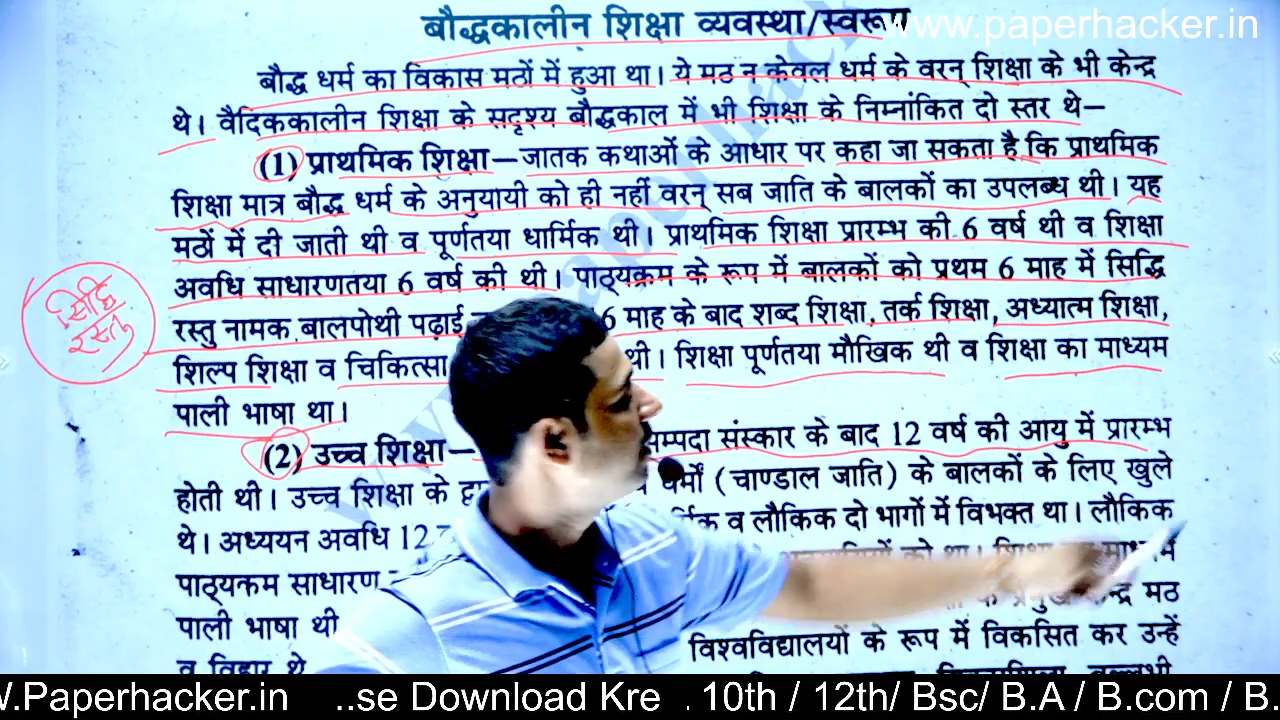 बौद्धकालीन शिक्षा व्यवस्था/स्वरूप
www.paperhacker.in
बौद्ध धर्म का विकास मठों में हुआ था। ये मठ न केवल धर्म के वरन् शिक्षा के भी केन्द्र
थे। वैदिककालीन शिक्षा के सदृश्य बौद्धकाल में भी शिक्षा के निम्नांकित दो स्तर थे–
(1) प्राथमिक शिक्षा–जातक कथाओं के आधार पर कहा जा सकता है कि प्राथमिक
शिक्षा मात्र बौद्ध धर्म के अनुयायी को ही नहीं वरन् सब जाति के बालकों का उपलब्ध थी। यह
मठों में दी जाती थी व पूर्णतया धार्मिक थी। प्राथमिक शिक्षा प्रारम्भ की 6 वर्ष थी व शिक्षा
अवधि साधारणतया 6 वर्ष की थी। पाठ्यक्रम के रूप में बालकों को प्रथम 6 माह में सिद्धि
रस्तु नामक बालपोथी पढ़ाई 6 माह के बाद शब्द शिक्षा, तर्क शिक्षा, अध्यात्म शिक्षा,
सिद्धि
रस्तु
शिल्प शिक्षा व चिकित्सा थी। शिक्षा पूर्णतया मौखिक थी व शिक्षा का माध्यम
पाली भाषा था।
(2) उच्च शिक्षा– संस्कार के बाद 12 वर्ष की आयु में प्रारम्भ
होती थी। उच्च शिक्षा के (चाण्डाल जाति) के बालकों के लिए खुले
थे। अध्ययन अवधि 12 व लौकिक दो भागों में विभक्त था। लौकिक
पाठ्यक्रम साधारण
पाली भाषा थी मठ
विश्वविद्यालयों के रूप में विकसित कर उन्हें
व विहार थे
W.Paperhacker.in ..se Download Kre . 10th / 12th/ Bsc/ B.A / B.com / B.